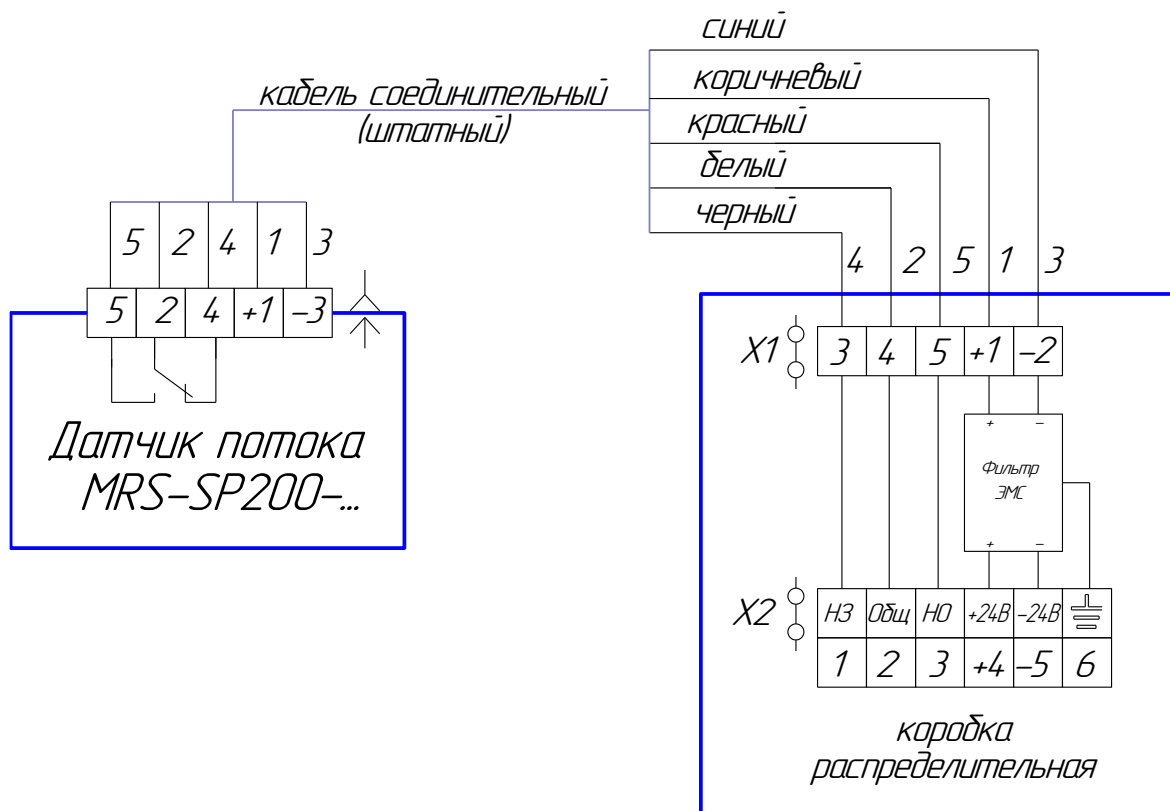 синий
коричневый
кабель соединительный
(штатный)
красный
белый
черный
5 2 4 1 3
4 2 5 1 3
5 2 4 +1 -3
X1 3 4 5 +1 -2
Датчик потока
MRS-SP200-...
+ -
Фильтр
ЭМС
+ -
X2 НЗ Общ НО +24В -24В
1 2 3 +4 -5 6
коробка
распределительная